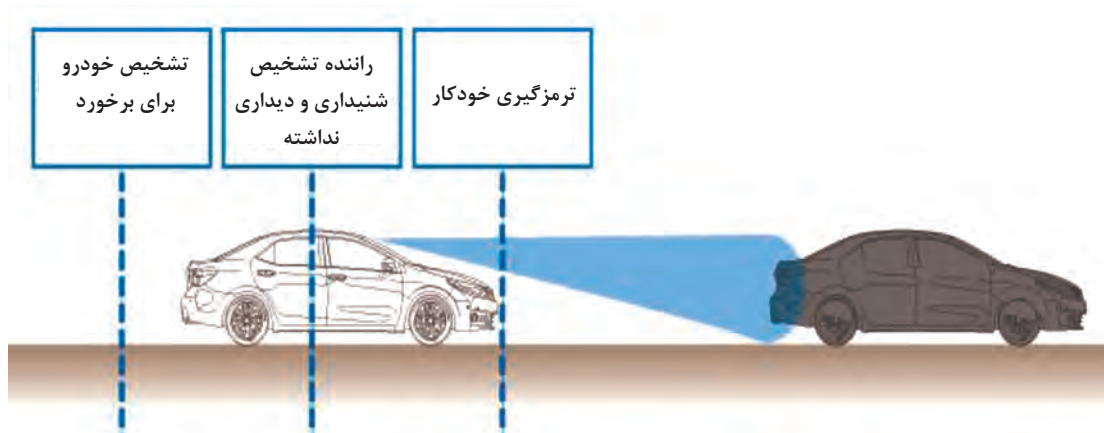 تشخیص خودرو
برای برخورد
راننده تشخیص
شنیداری و دیداری
نداشته
ترمزگیری خودکار